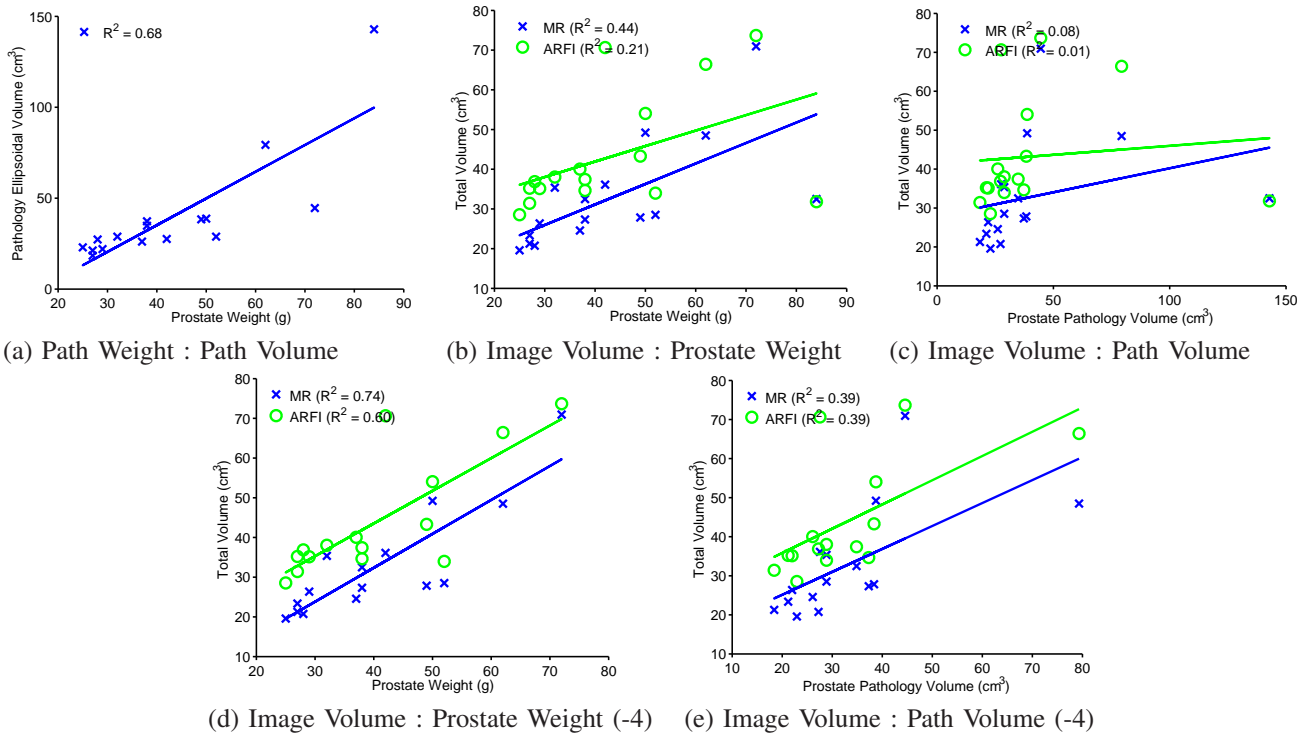 150
100
50
0
20
30
40
50
60
70
80
90
R² = 0.68
Pathology Ellipsoidal Volume (cm³)
Prostate Weight (g)
(a) Path Weight : Path Volume
80
70
60
50
40
30
20
10
20
30
40
50
60
70
80
90
MR (R² = 0.44)
ARFI (R² = 0.21)
Total Volume (cm³)
Prostate Weight (g)
(b) Image Volume : Prostate Weight
80
70
60
50
40
30
20
10
0
50
100
150
MR (R² = 0.08)
ARFI (R² = 0.01)
Total Volume (cm³)
Prostate Pathology Volume (cm³)
(c) Image Volume : Path Volume
80
70
60
50
40
30
20
10
20
30
40
50
60
70
80
MR (R² = 0.74)
ARFI (R² = 0.60)
Total Volume (cm³)
Prostate Weight (g)
(d) Image Volume : Prostate Weight (-4)
80
70
60
50
40
30
20
10
10
20
30
40
50
60
70
80
MR (R² = 0.39)
ARFI (R² = 0.39)
Total Volume (cm³)
Prostate Pathology Volume (cm³)
(e) Image Volume : Path Volume (-4)